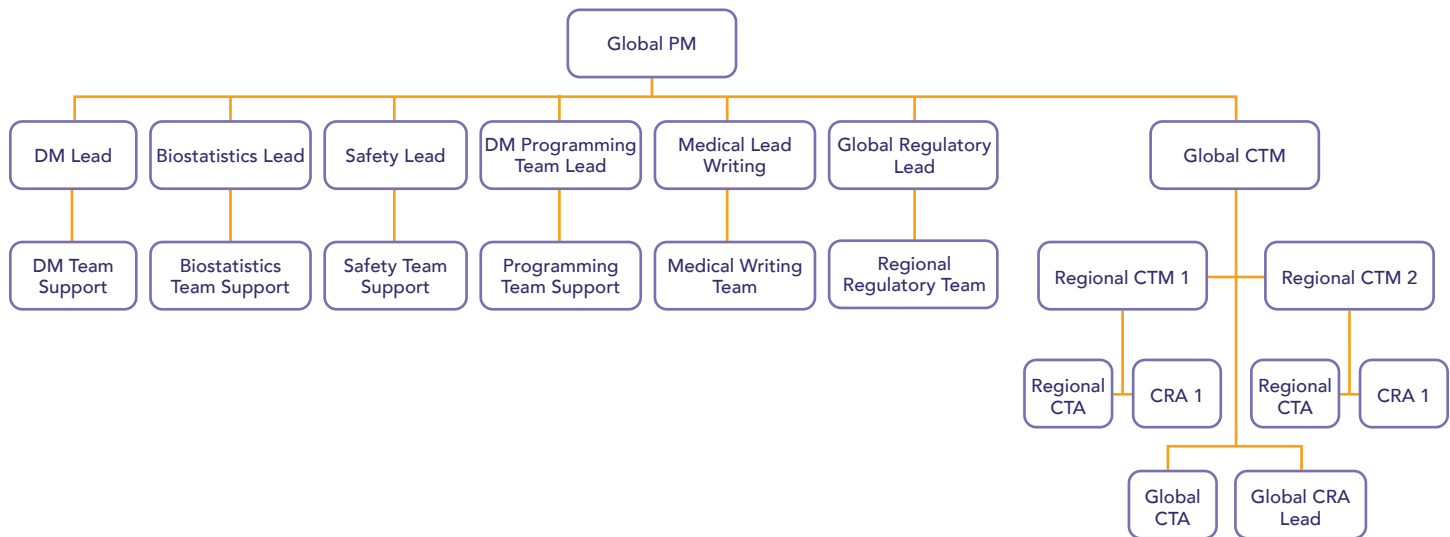 Global PM
DM Lead
Biostatistics Lead
Safety Lead
DM Programming
Team Lead
Medical Lead
Writing
Global Regulatory
Lead
Global CTM
DM Team
Support
Biostatistics
Team Support
Safety Team
Support
Programming
Team Support
Medical Writing
Team
Regional
Regulatory Team
Regional CTM 1
Regional CTM 2
Regional
CTA
CRA 1
Regional
CTA
CRA 1
Global
CTA
Global CRA
Lead